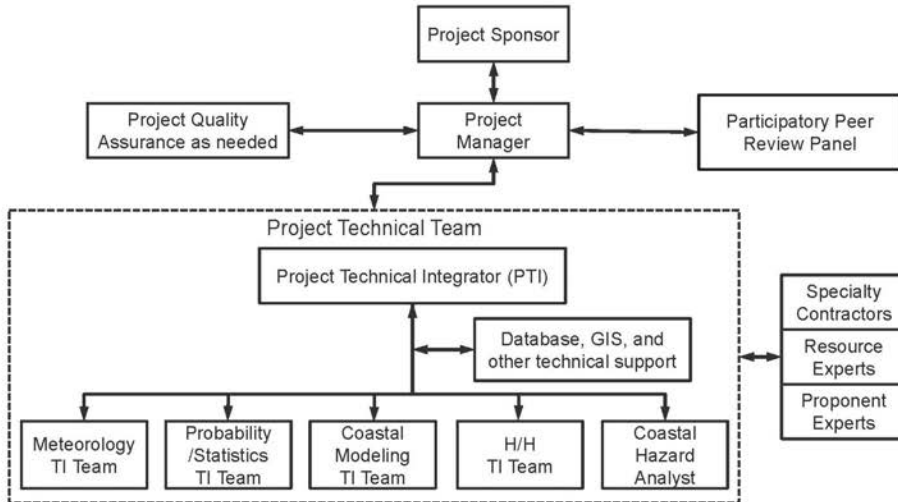 Project Sponsor
Project Quality
Assurance as needed
Project
Manager
Participatory Peer
Review Panel
Project Technical Team
Project Technical Integrator (PTI)
Database, GIS, and
other technical support
Specialty
Contractors
Resource
Experts
Proponent
Experts
Meteorology
TI Team
Probability
/Statistics
TI Team
Coastal
Modeling
TI Team
H/H
TI Team
Coastal
Hazard
Analyst